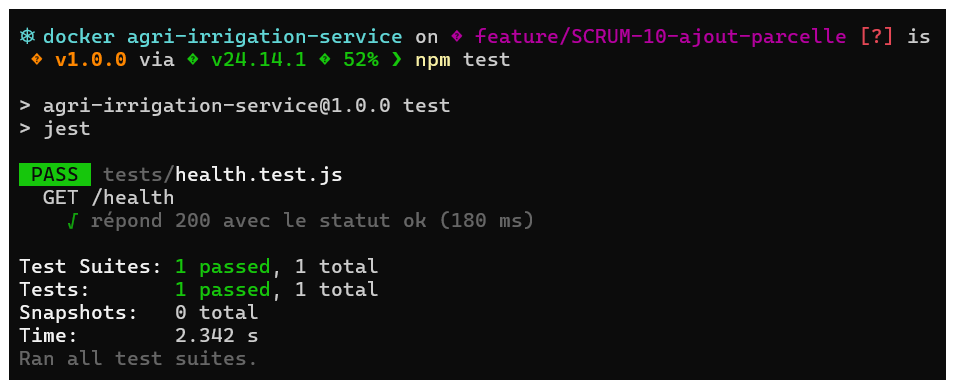 ⎈ docker agri-irrigation-service on � feature/SCRUM-10-ajout-parcelle [?] is
� v1.0.0 via � v24.14.1 � 52% ❯ npm test
> agri-irrigation-service@1.0.0 test
> jest
PASS tests/health.test.js
GET /health
√ répond 200 avec le statut ok (180 ms)
Test Suites: 1 passed, 1 total
Tests: 1 passed, 1 total
Snapshots: 0 total
Time: 2.342 s
Ran all test suites.